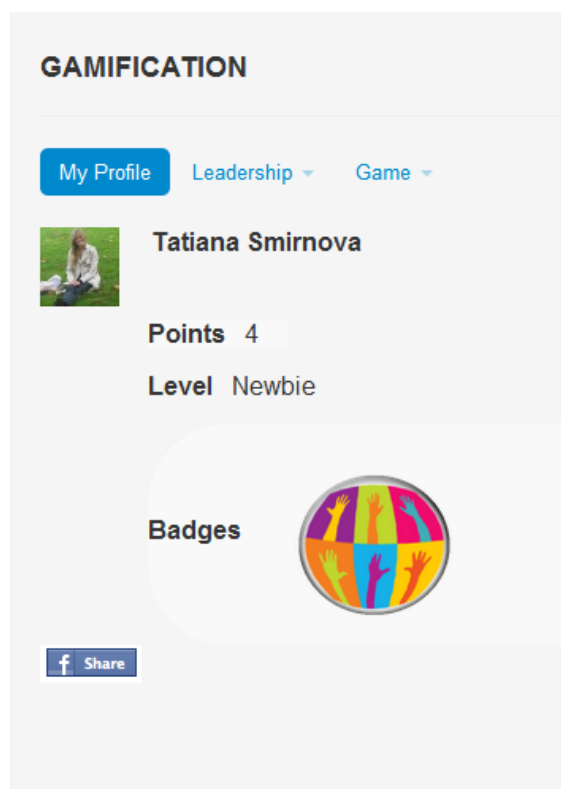 GAMIFICATION
My Profile Leadership Game
Tatiana Smirnova
Points 4
Level Newbie
Badges
f Share